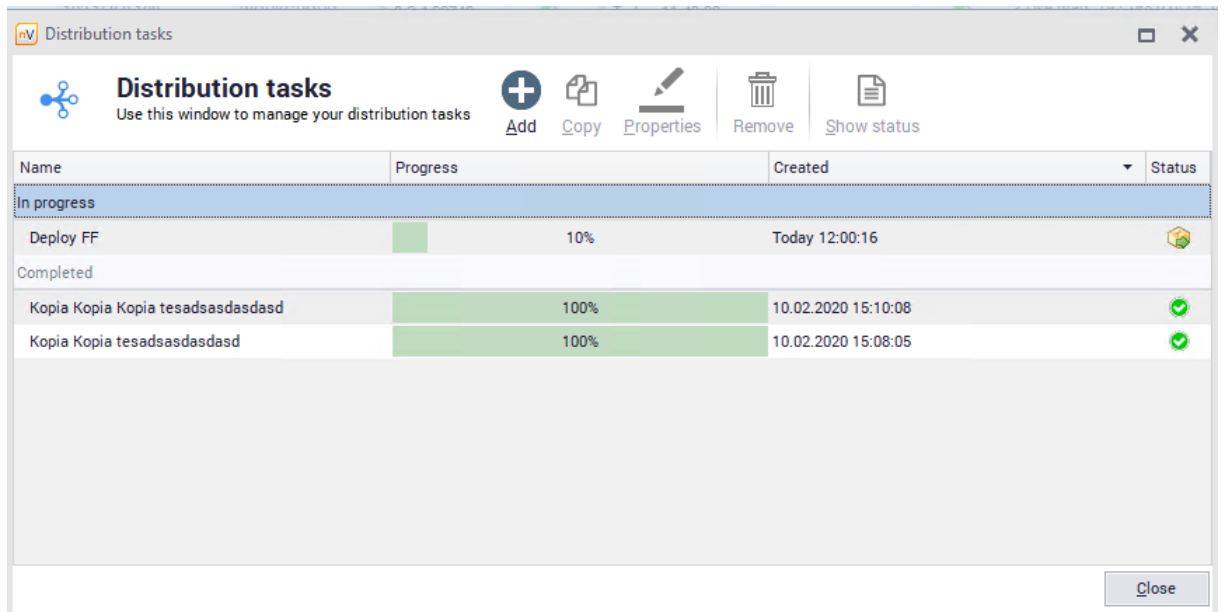 nV Distribution tasks
Distribution tasks
Use this window to manage your distribution tasks
Add Copy Properties Remove Show status
Name Progress Created Status
In progress
Deploy FF 10% Today 12:00:16
Completed
Kopia Kopia Kopia tesadsasdasdasd 100% 10.02.2020 15:10:08
Kopia Kopia tesadsasdasdasd 100% 10.02.2020 15:08:05
Close